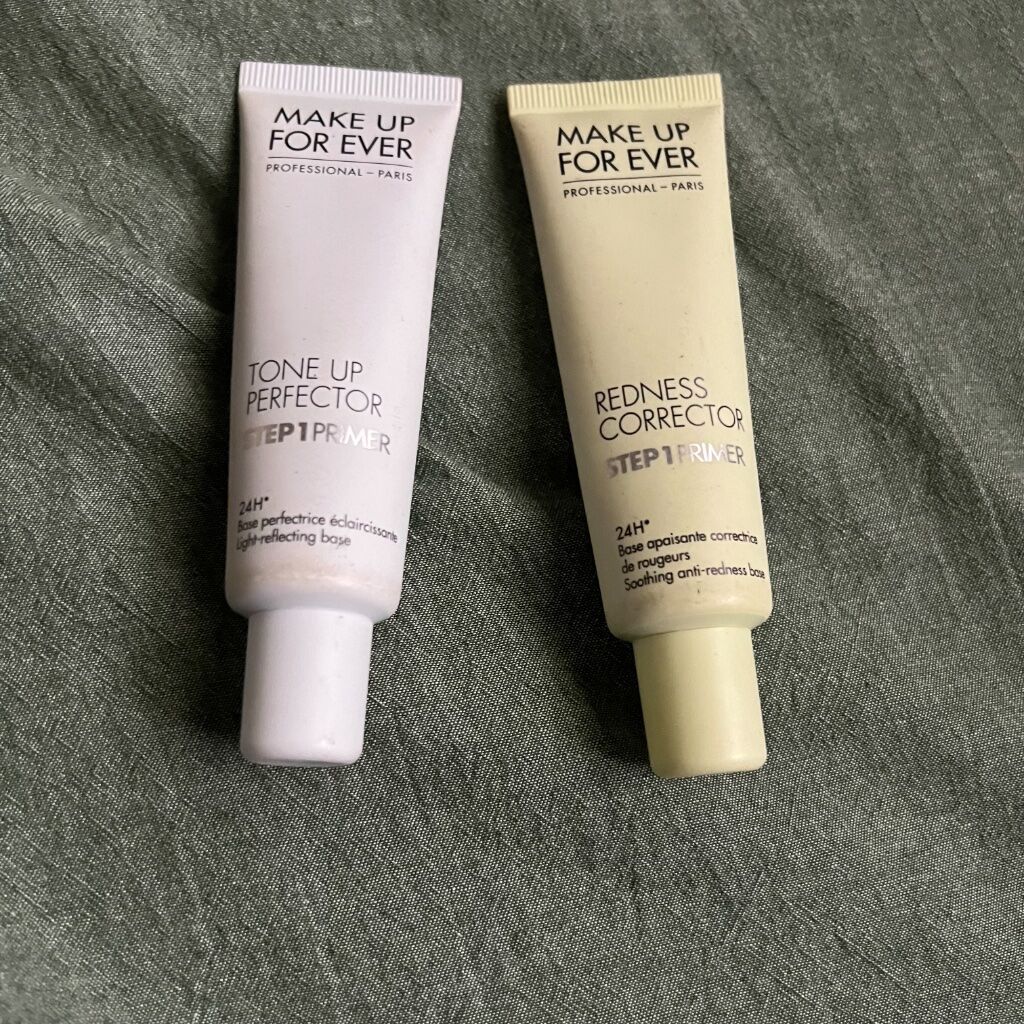 MAKE UP
FOR EVER
PROFESSIONAL – PARIS
TONE UP
PERFECTOR
STEP 1 PRIMER
24H*
Base perfectrice éclaircissante
Light-reflecting base
MAKE UP
FOR EVER
PROFESSIONAL – PARIS
REDNESS
CORRECTOR
STEP 1 PRIMER
24H*
Base apaisante correctrice
de rougeurs
Soothing anti-redness base